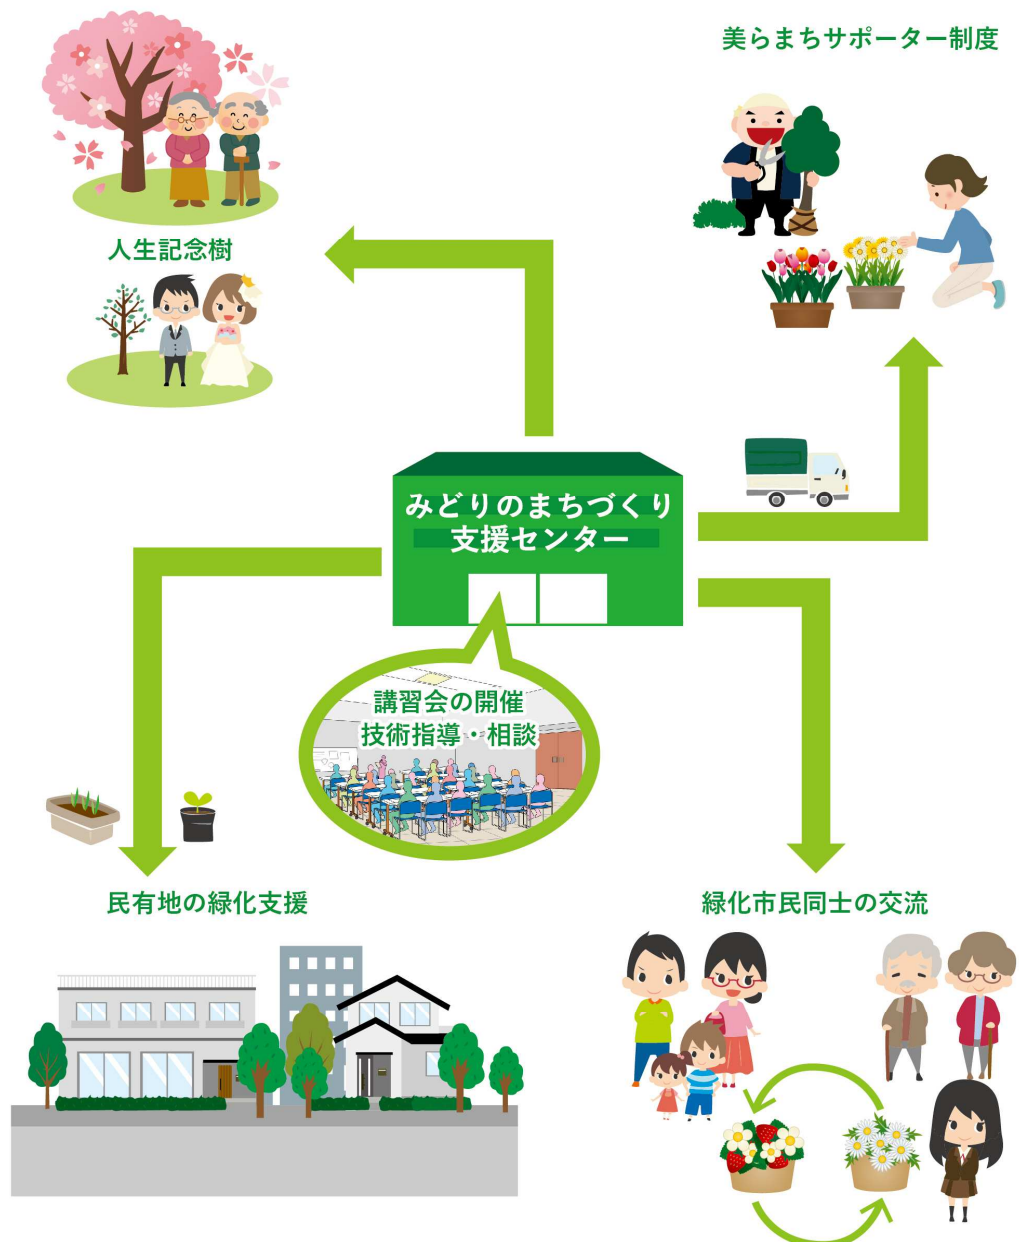 美らまちサポーター制度
人生記念樹
みどりのまちづくり
支援センター
講習会の開催
技術指導・相談
民有地の緑化支援
緑化市民同士の交流